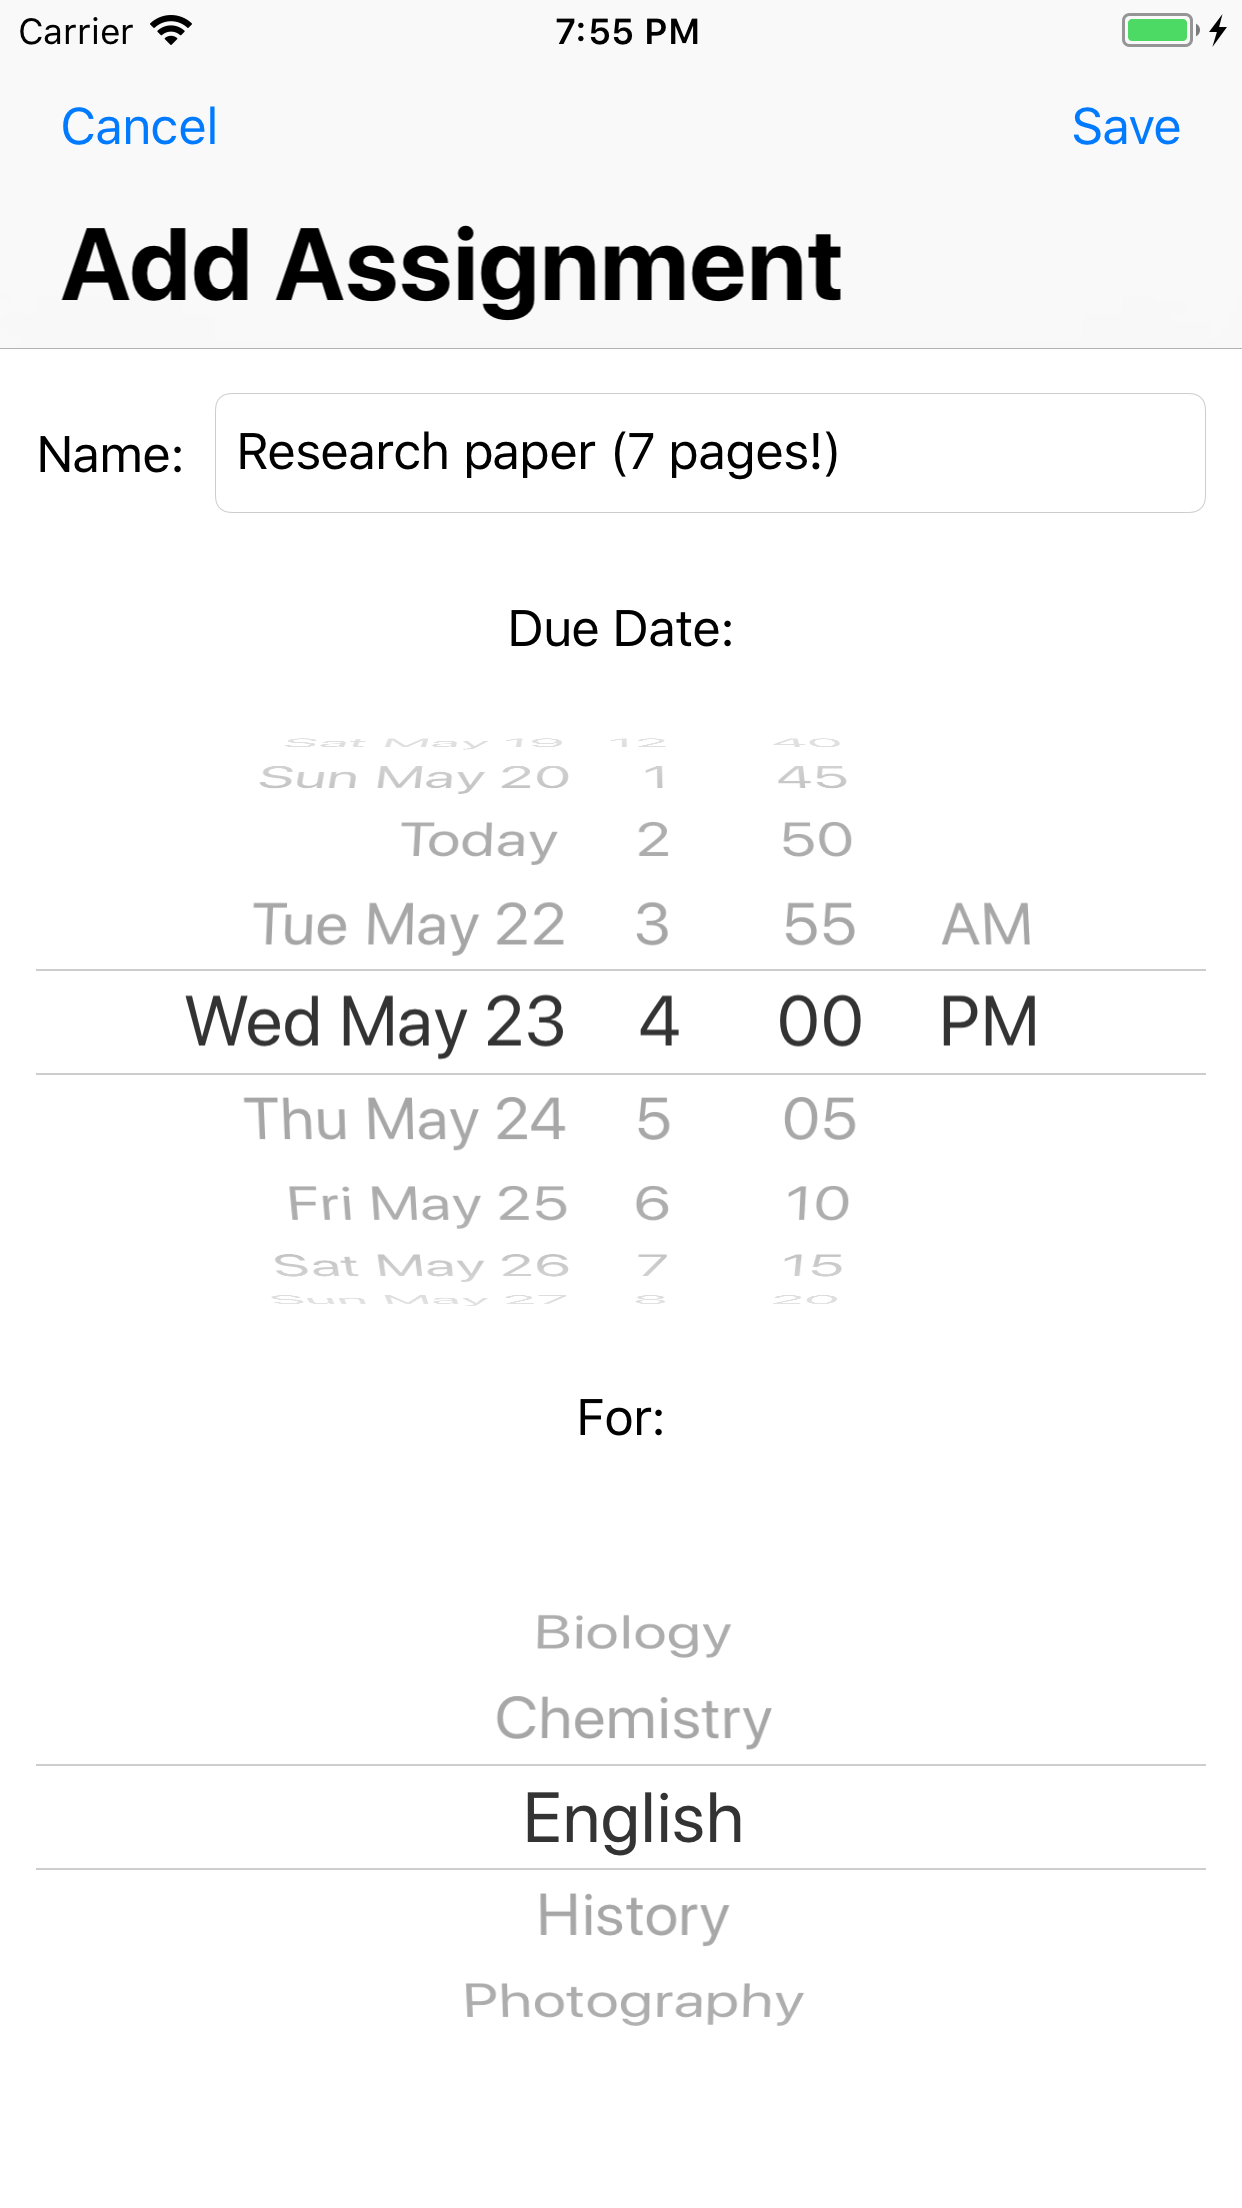 Carrier 7:55 PM
Cancel Save
Add Assignment
Name: Research paper (7 pages!)
Due Date:
Sat May 19 12 40
Sun May 20 1 45
Today 2 50
Tue May 22 3 55 AM
Wed May 23 4 00 PM
Thu May 24 5 05
Fri May 25 6 10
Sat May 26 7 15
Sun May 27 8 20
For:
Biology
Chemistry
English
History
Photography